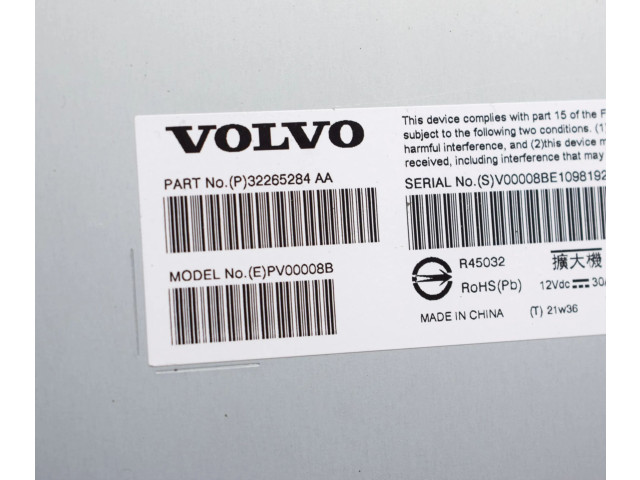 VOLVO
PART No.(P)32265284 AA
MODEL No.(E)PV00008B
This device complies with part 15 of the F
subject to the following two conditions. (1)
harmful interference, and (2)this device m
received, including interference that may
SERIAL No.(S)V00008BE1098192
R45032
RoHS(Pb)
擴大機
12Vdc ⎓ 30A
MADE IN CHINA
(T) 21w36